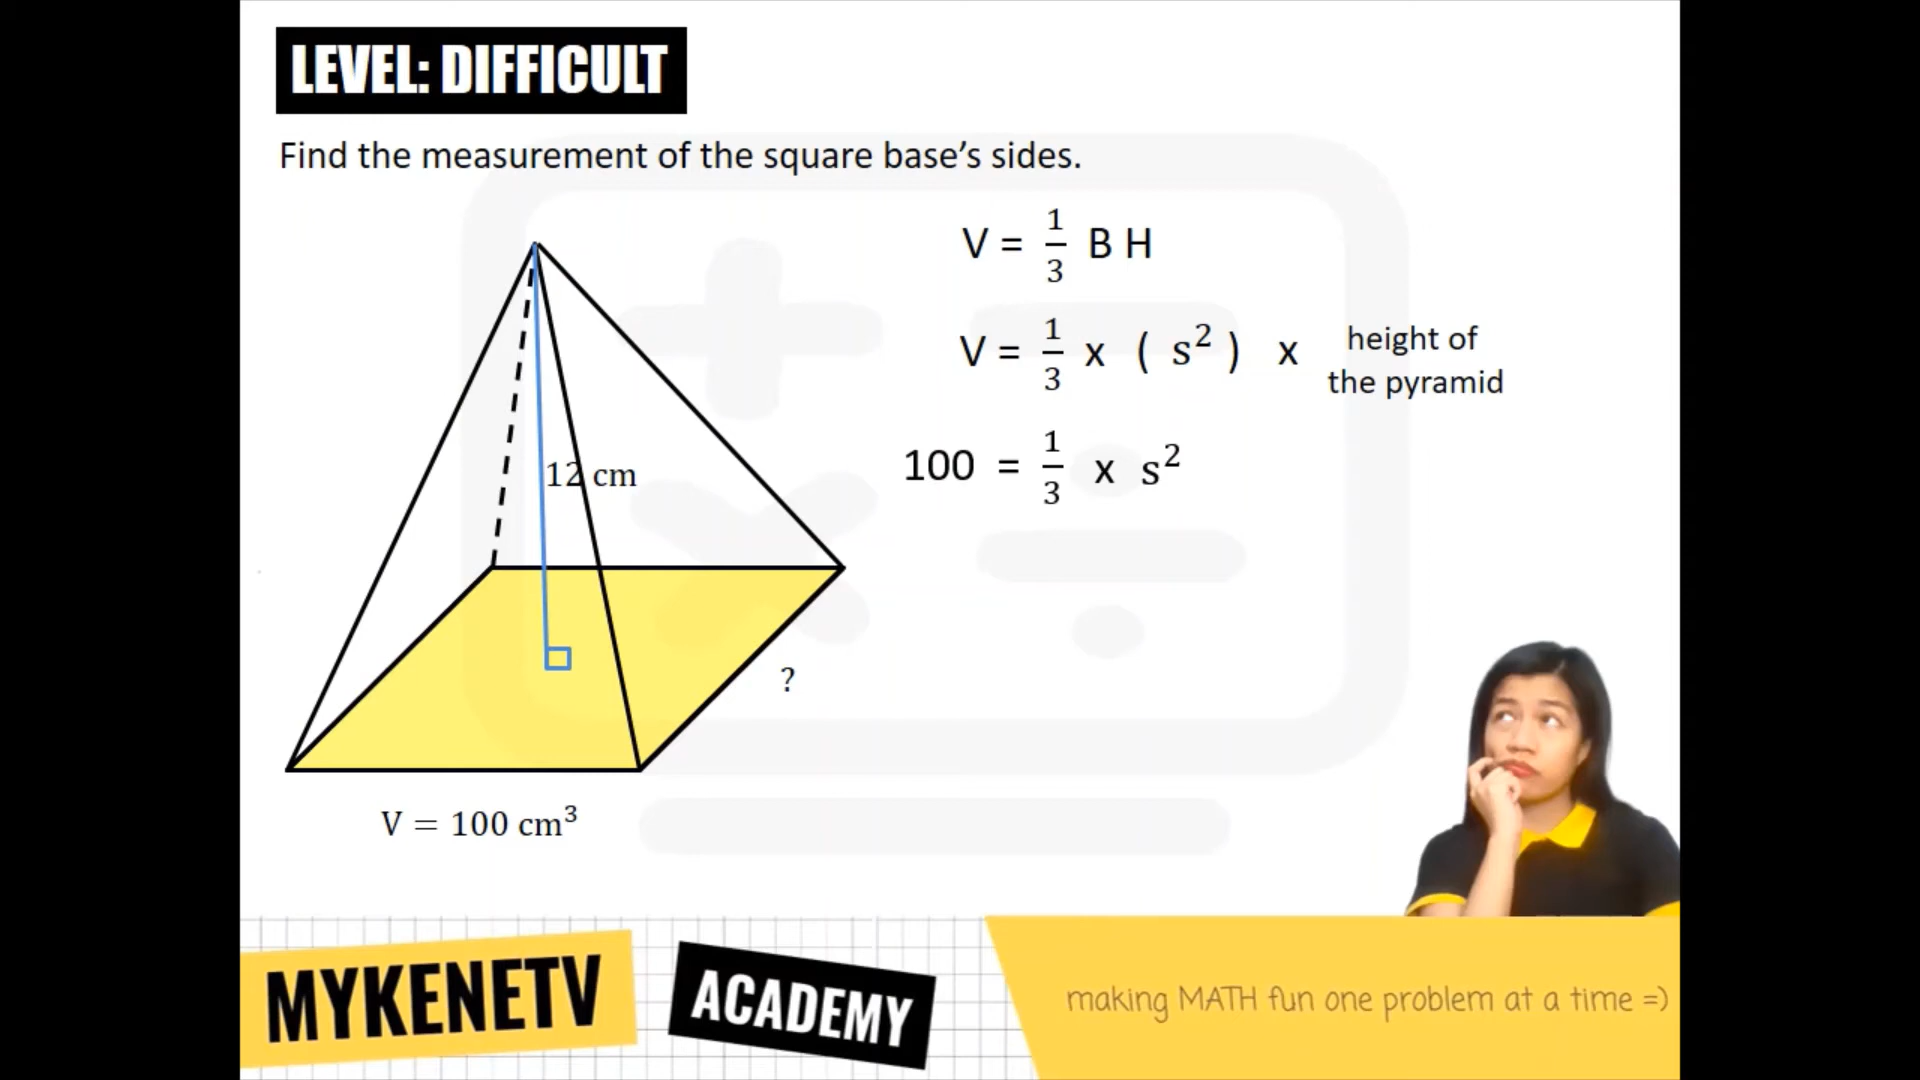 LEVEL: DIFFICULT
Find the measurement of the square base’s sides.
V = 1/3 B H
V = 1/3 x ( s² ) x height of the pyramid
12 cm
100 = 1/3 x s²
?
V = 100 cm³
MYKENETV
ACADEMY
making MATH fun one problem at a time =)